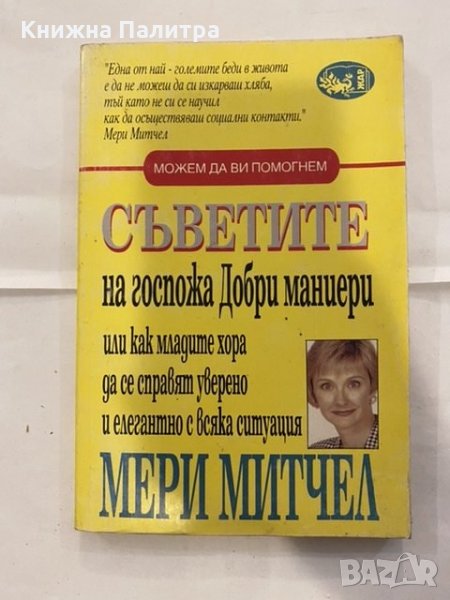 Книжна Палитра
"Една от най - големите беди в живота
е да не можеш да си изкарваш хляба,
тъй като не си се научил
как да осъществяваш социални контакти."
Мери Митчел
ЖАР
МОЖЕМ ДА ВИ ПОМОГНЕМ
СЪВЕТИТЕ
на госпожа Добри маниери
или как младите хора
да се справят уверено
и елегантно с всяка ситуация
МЕРИ МИТЧЕЛ
BAZAR